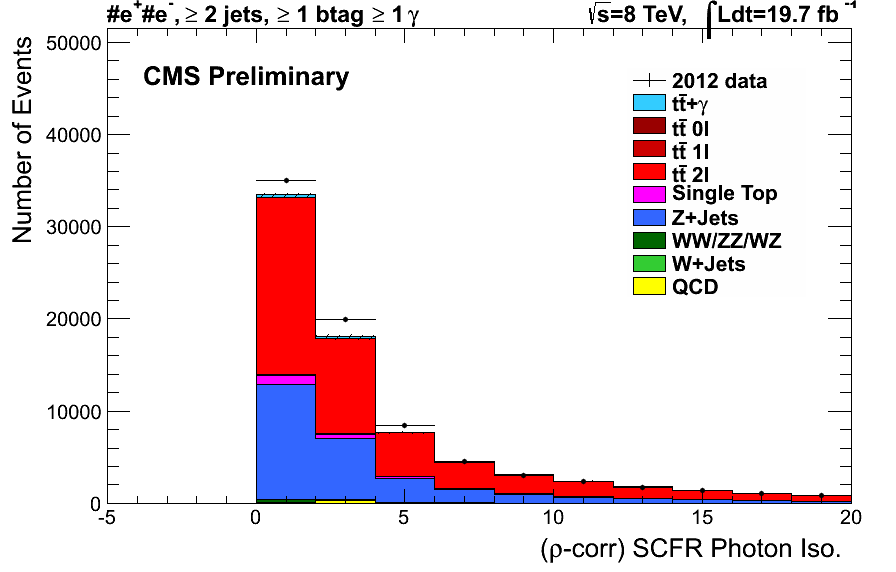 #e⁺#e⁻, ≥ 2 jets, ≥ 1 btag ≥ 1 γ
√s=8 TeV, ∫Ldt=19.7 fb⁻¹
CMS Preliminary
2012 data
tt̄+γ
tt̄ 0l
tt̄ 1l
tt̄ 2l
Single Top
Z+Jets
WW/ZZ/WZ
W+Jets
QCD
Number of Events
50000
40000
30000
20000
10000
0
-5 0 5 10 15 20
(ρ-corr) SCFR Photon Iso.